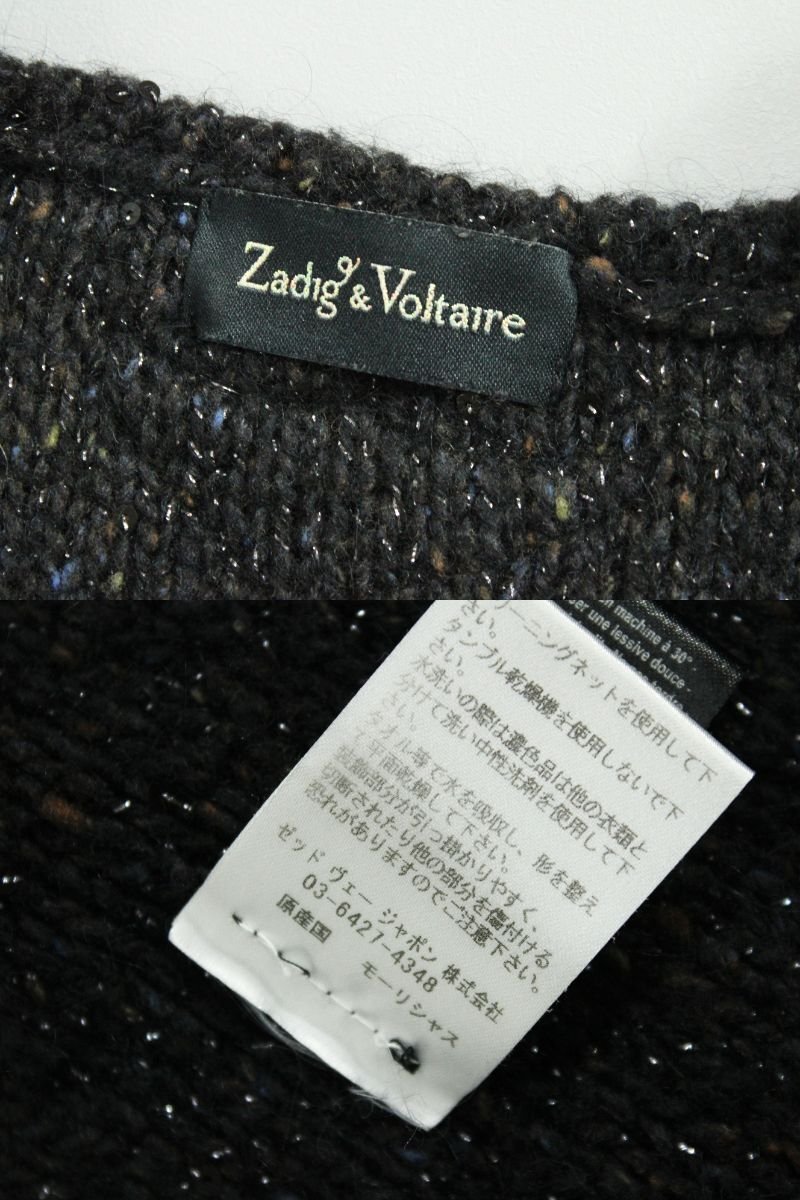 Zadig & Voltaire
machine à 30°
er une lessive douce -
リーニングネットを使用して下
さい。
タンブル乾燥機を使用しないで下
さい。
水洗いの際は濃色品は他の衣類と
分けて洗い中性洗剤を使用して下
さい。
タオル等で水を吸収し、形を整え
て平面乾燥して下さい。
装飾部分が引っ掛かりやすく、
切断されたり他の部分を傷付ける
恐れがありますのでご注意下さい。
ゼッド ヴェー ジャポン 株式会社
03-6427-4348
原産国 モーリシャス